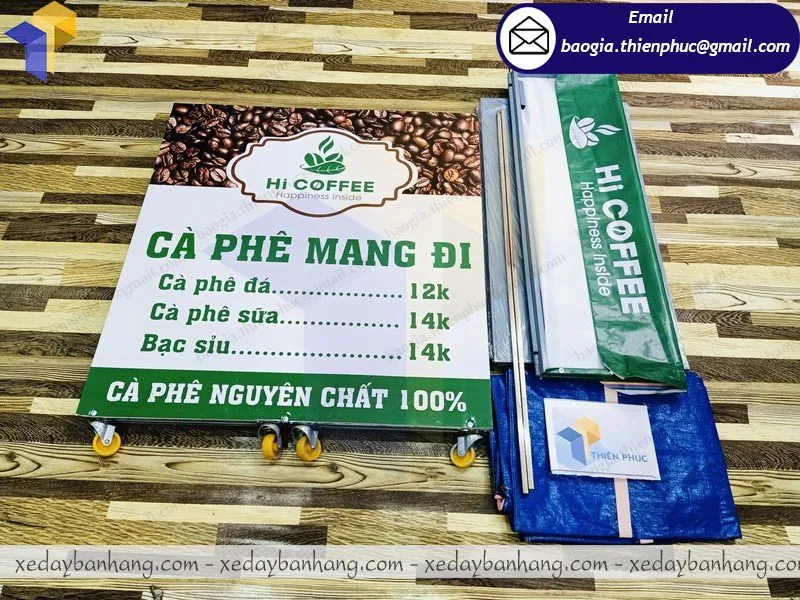 Email
baogia.thienphuc@gmail.com
Hi COFFEE
Happiness inside
CÀ PHÊ MANG ĐI
Cà phê đá.................. 12k
Cà phê sữa................ 14k
Bạc sỉu...................... 14k
CÀ PHÊ NGUYÊN CHẤT 100%
Hi COFFEE
Happiness Inside
THIÊN PHÚC
xedaybanhang.com - xedaybanhang.com - xedaybanhang.com - xedaybanhang.com